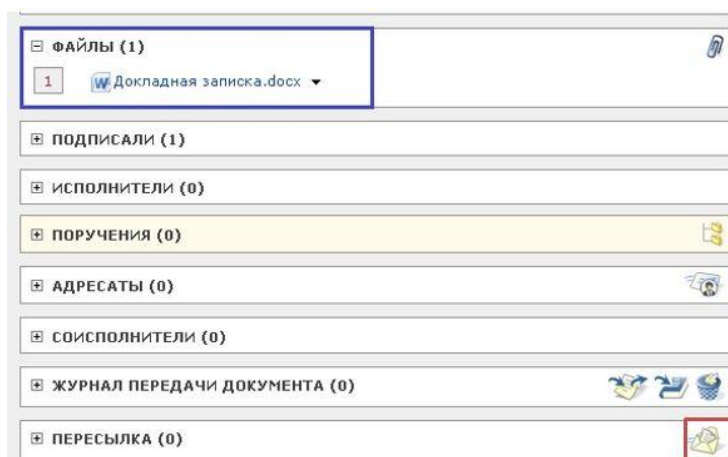 ФАЙЛЫ (1)
1 Докладная записка.docx
ПОДПИСАЛИ (1)
ИСПОЛНИТЕЛИ (0)
ПОРУЧЕНИЯ (0)
АДРЕСАТЫ (0)
СОИСПОЛНИТЕЛИ (0)
ЖУРНАЛ ПЕРЕДАЧИ ДОКУМЕНТА (0)
ПЕРЕСЫЛКА (0)